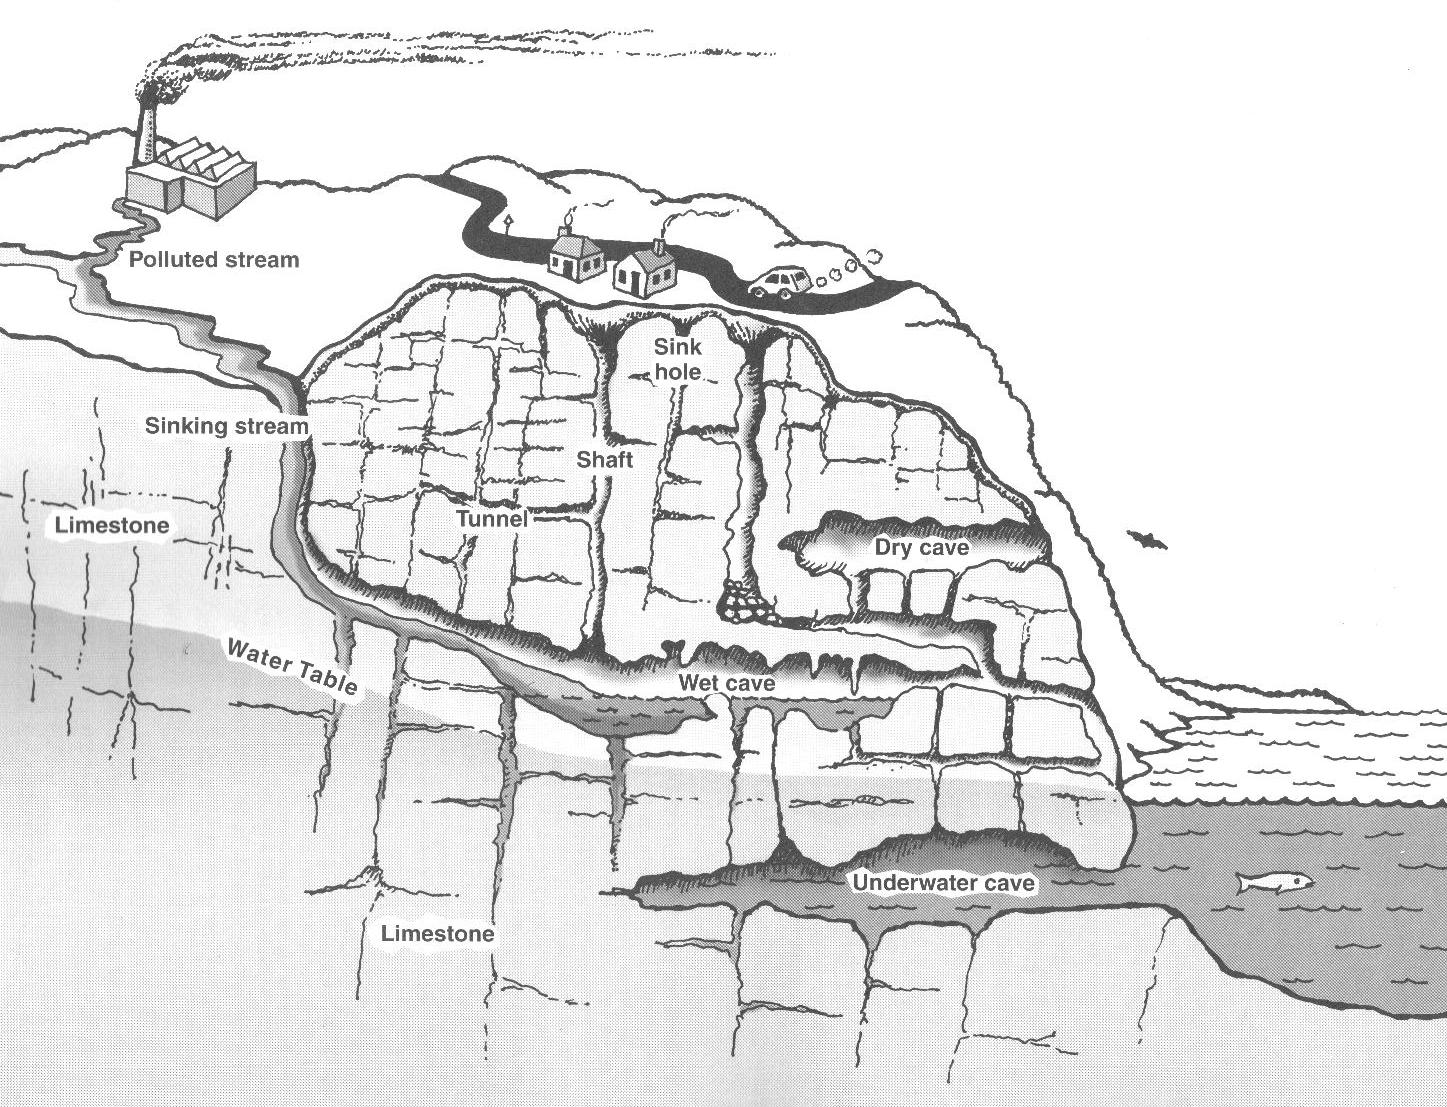 Polluted stream
Sink
hole
Sinking stream
Shaft
Tunnel
Limestone
Dry cave
Water Table
Wet cave
Underwater cave
Limestone